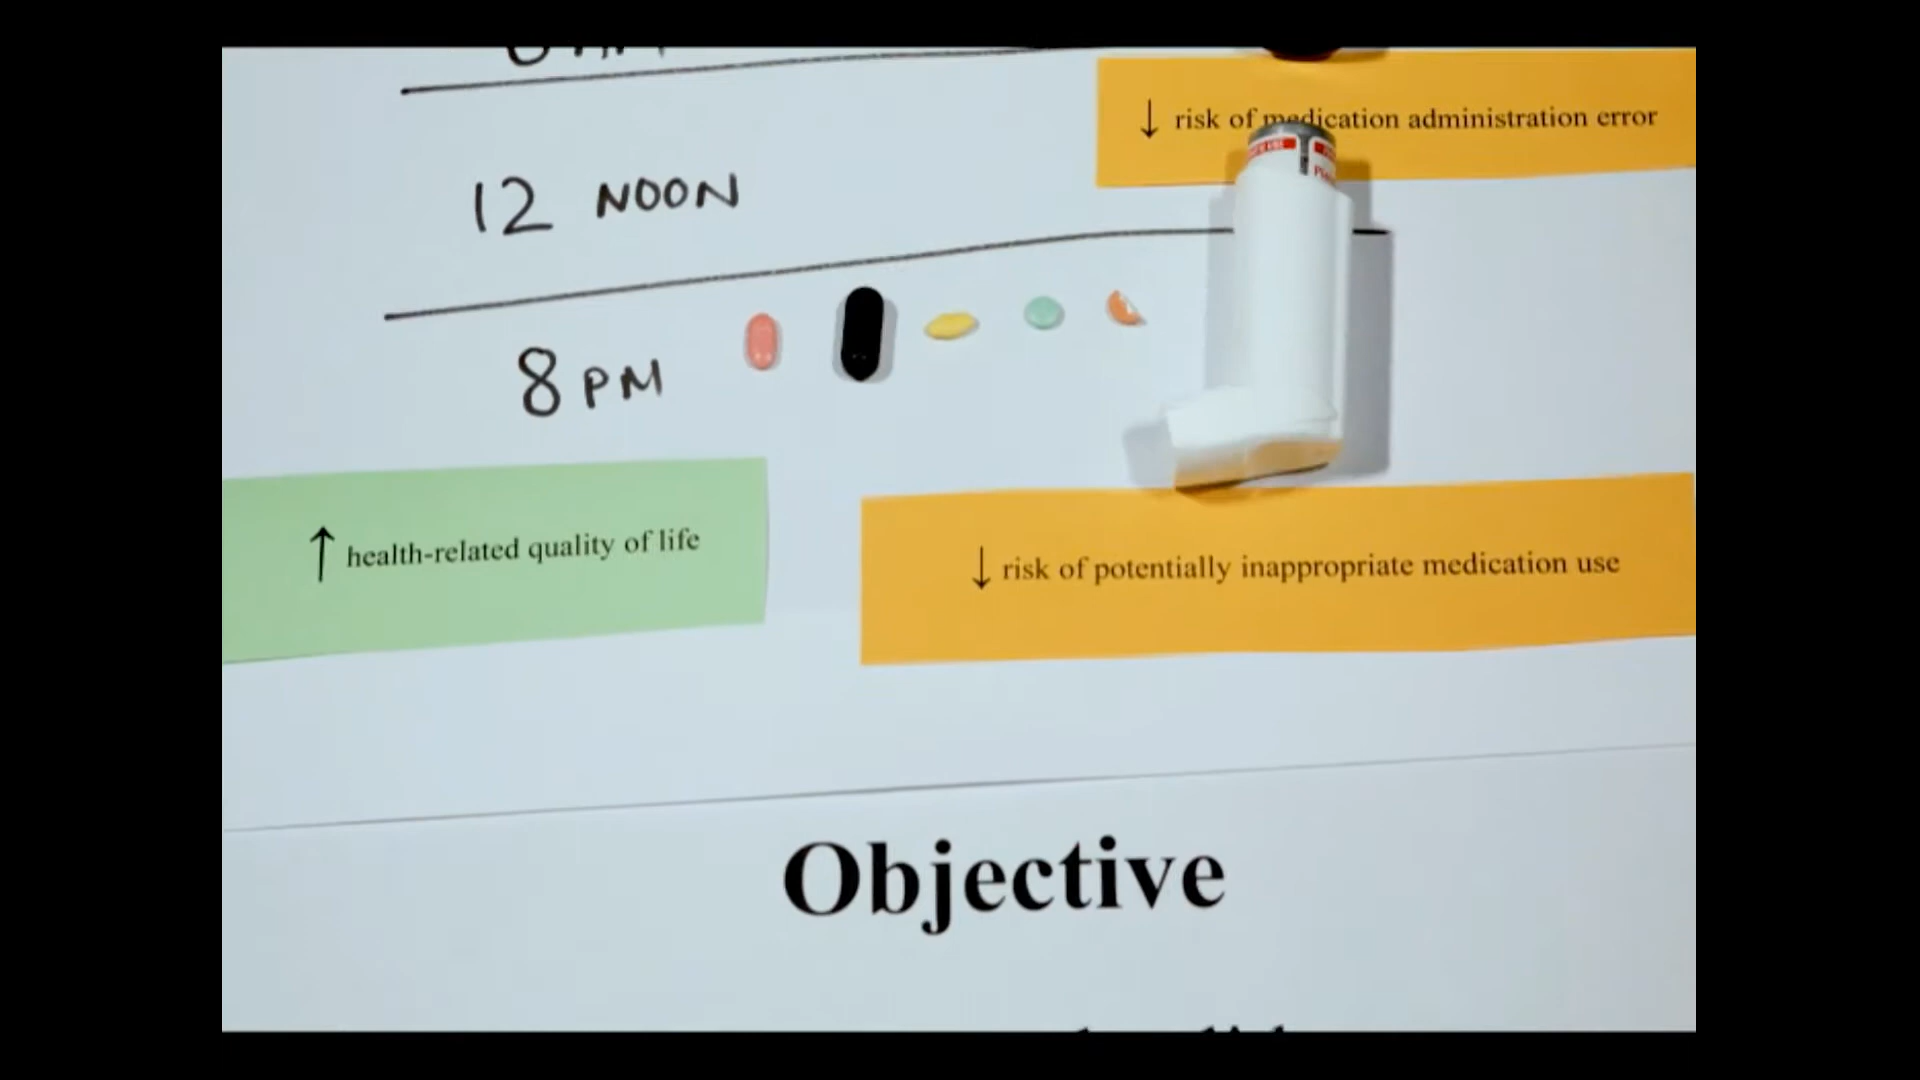 ↓ risk of medication administration error
12 NOON
8 PM
↑ health-related quality of life
↓ risk of potentially inappropriate medication use
Objective